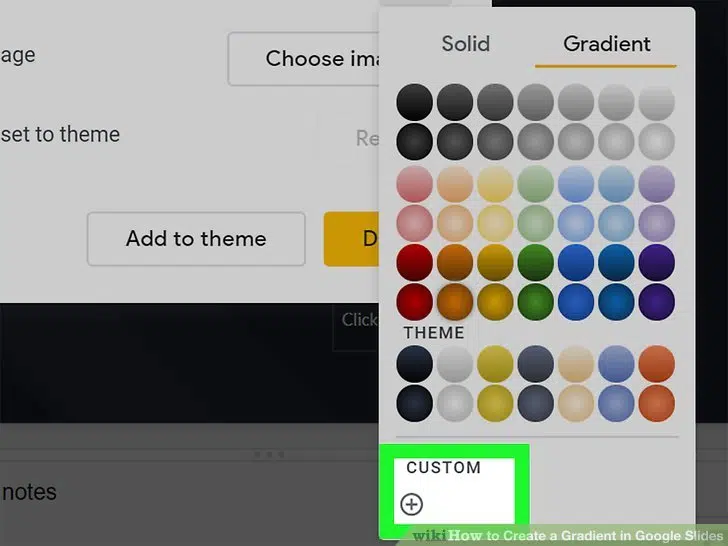 age
Choose ima
set to theme
Re
Add to theme
D
Click
notes
Solid
Gradient
THEME
CUSTOM
wikiHow to Create a Gradient in Google Slides